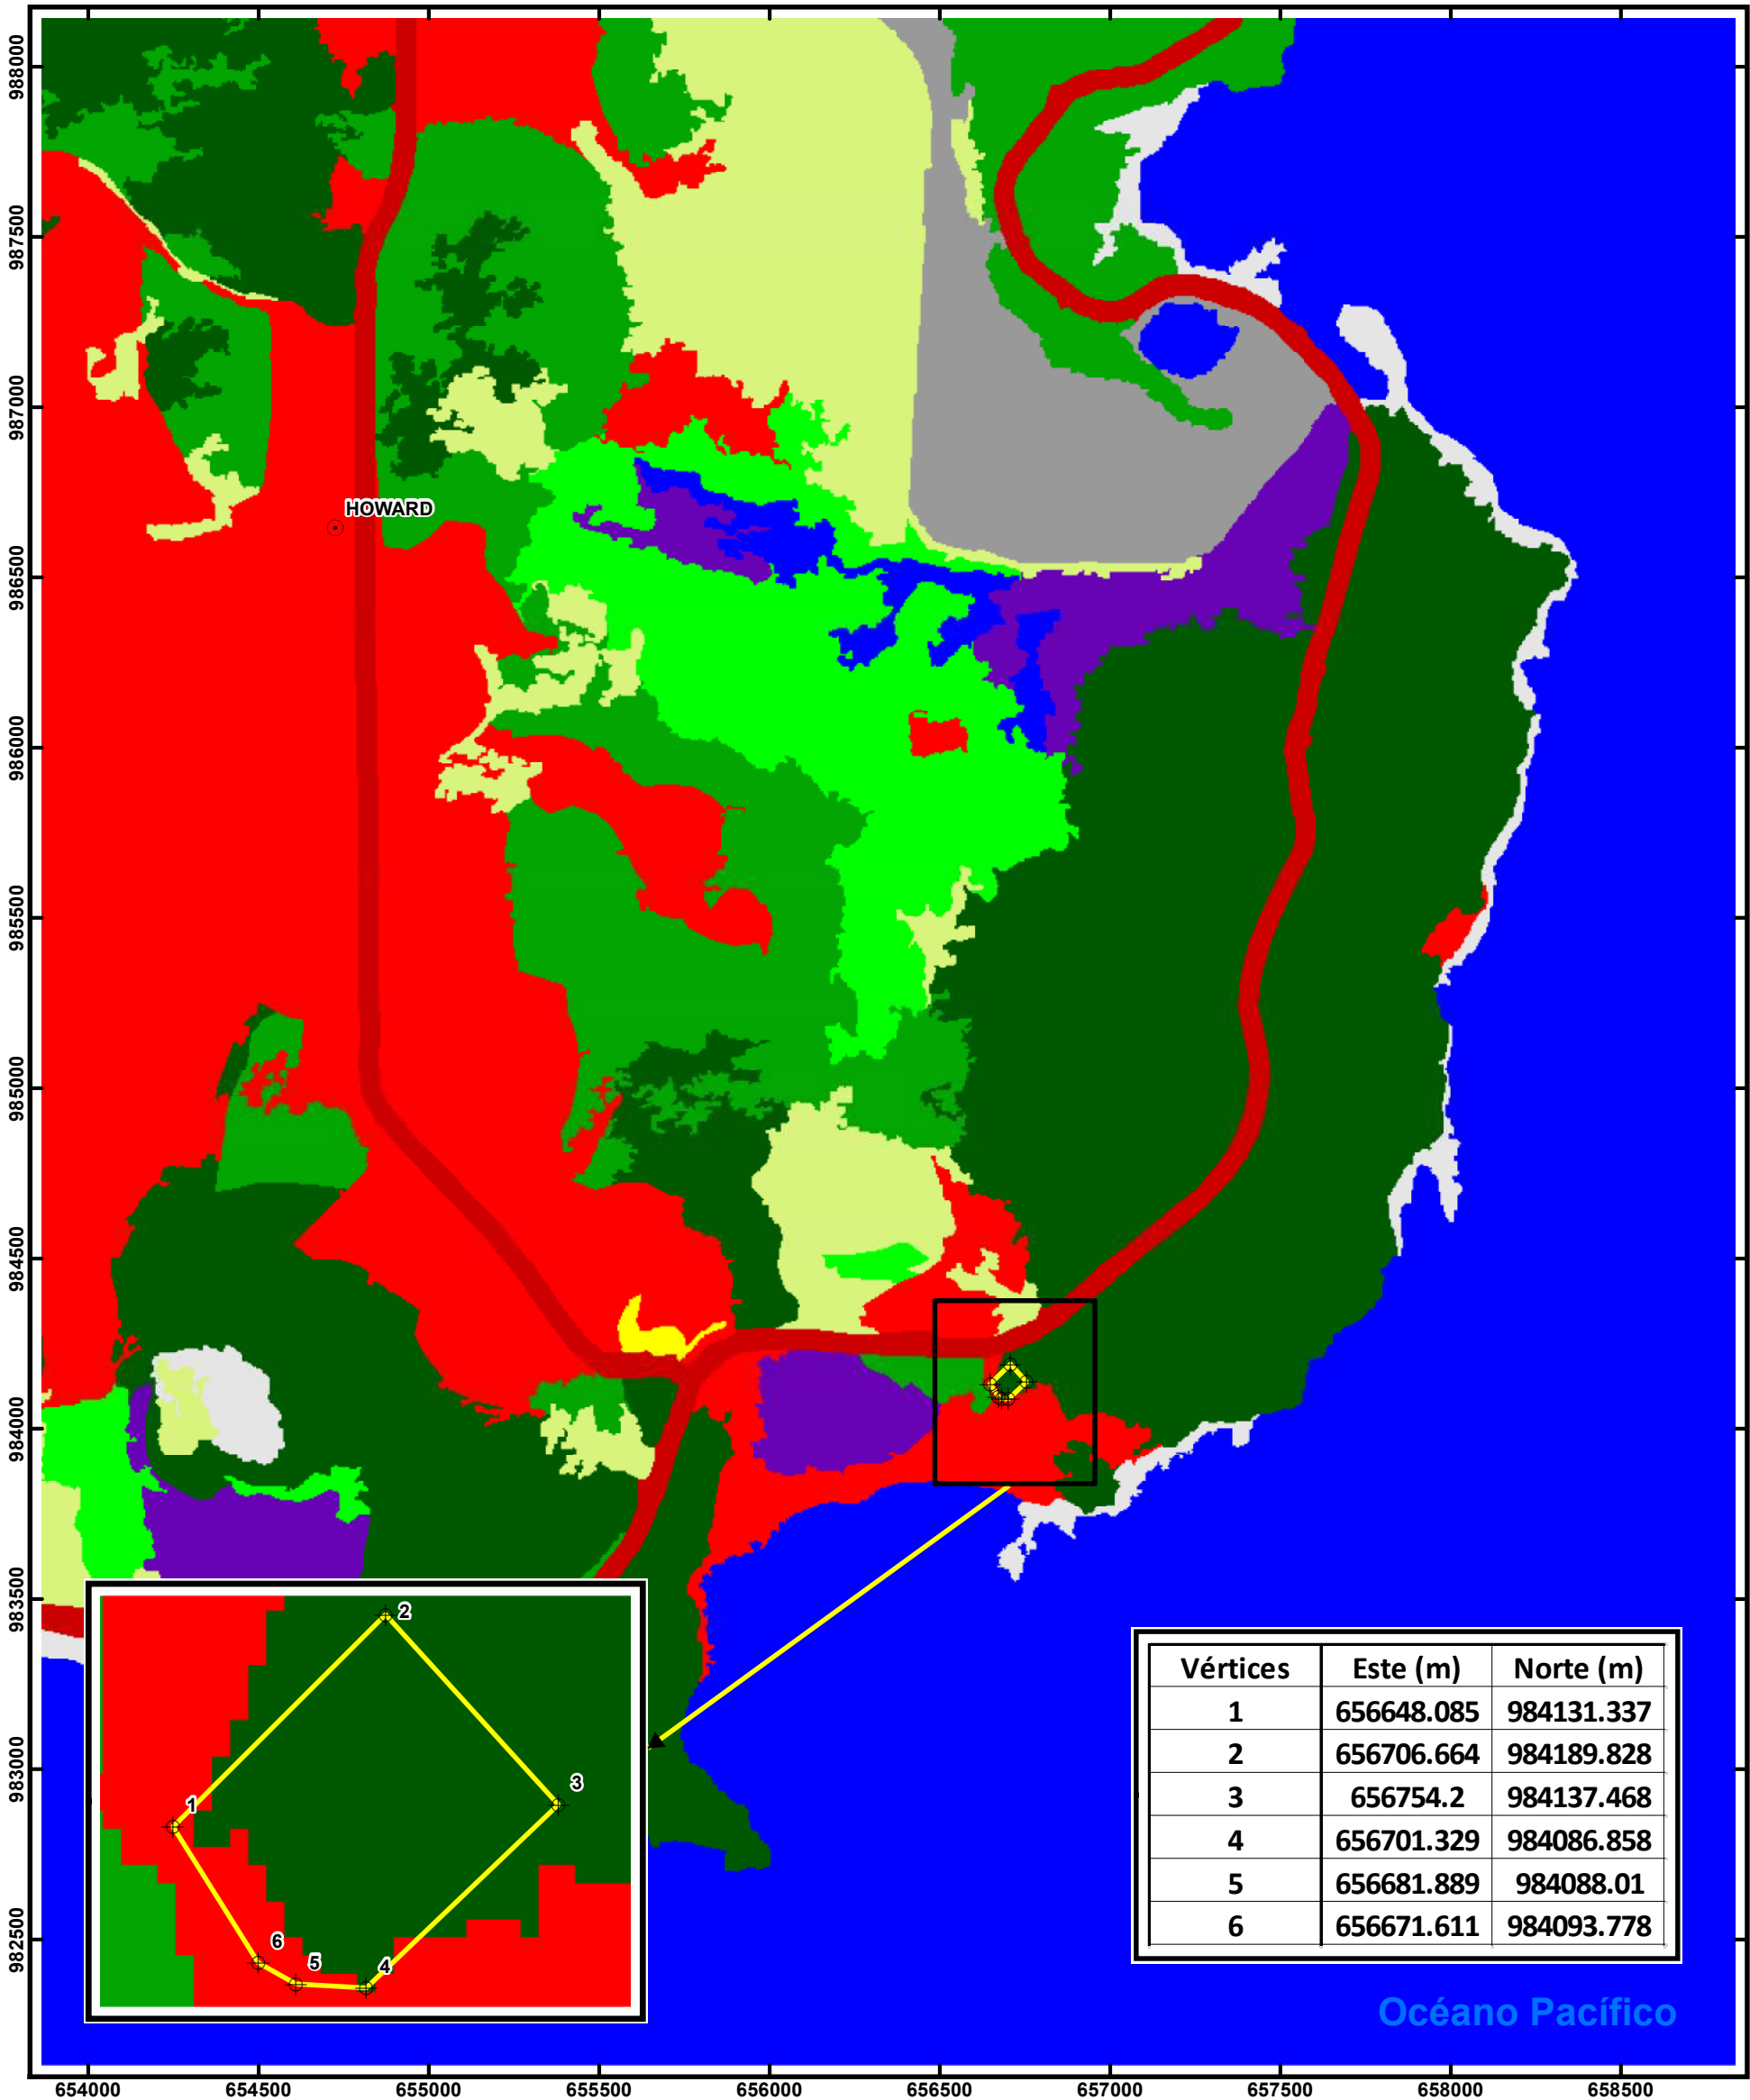 988000
987500
987000
986500
986000
985500
985000
984500
984000
983500
983000
982500
HOWARD
2
3
1
6
5
4
Vértices Este (m) Norte (m)
1 656648.085 984131.337
2 656706.664 984189.828
3 656754.2 984137.468
4 656701.329 984086.858
5 656681.889 984088.01
6 656671.611 984093.778
Océano Pacífico
654000 654500 655000 655500 656000 656500 657000 657500 658000 658500